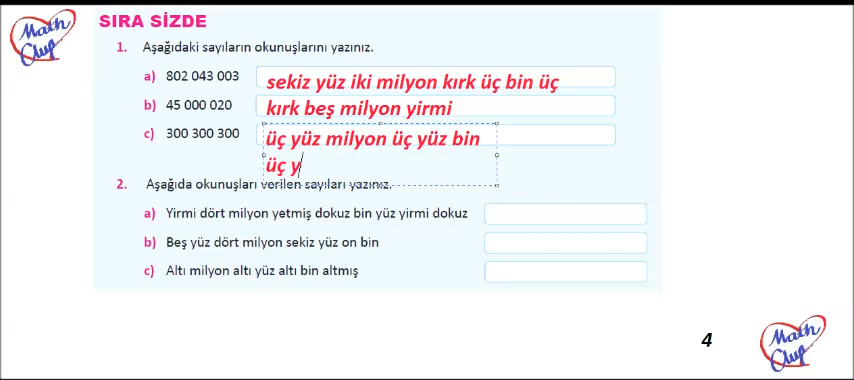 Math Clup
SIRA SİZDE
1. Aşağıdaki sayıların okunuşlarını yazınız.
a) 802 043 003 sekiz yüz iki milyon kırk üç bin üç
b) 45 000 020 kırk beş milyon yirmi
c) 300 300 300 üç yüz milyon üç yüz bin
üç y
2. Aşağıda okunuşları verilen sayıları yazınız.
a) Yirmi dört milyon yetmiş dokuz bin yüz yirmi dokuz
b) Beş yüz dört milyon sekiz yüz on bin
c) Altı milyon altı yüz altı bin altmış
4
Math Clup